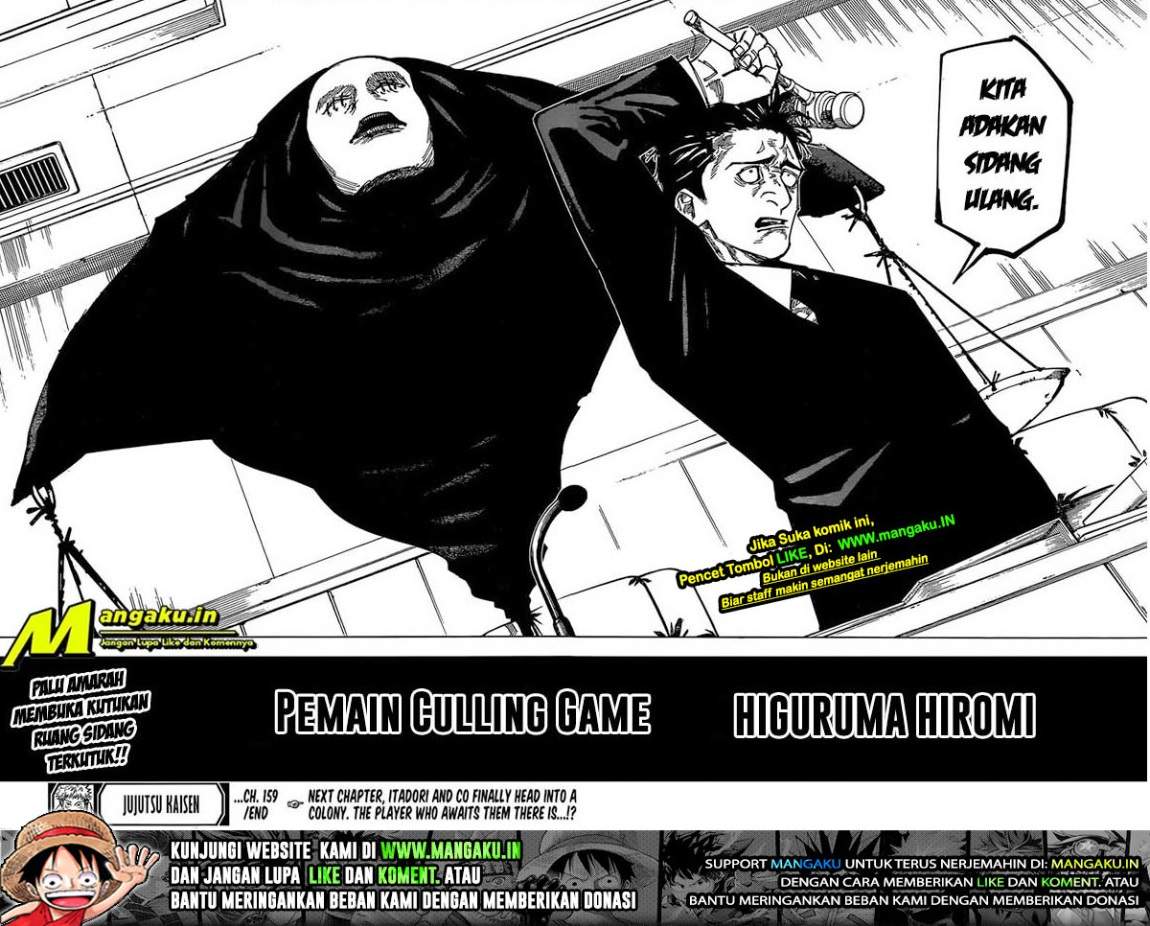 KITA
ADAKAN
SIDANG
ULANG.
Jika Suka komik ini,
Pencet Tombol LIKE, Di: WWW.mangaku.IN
Bukan di website lain
Biar staff makin semangat nerjemahin
Mangaku.in
Jangan Lupa Like dan Komennya
PALU AMARAH
MEMBUKA KUTUKAN
RUANG SIDANG
TERKUTUK!!
PEMAIN CULLING GAME
HIGURUMA HIROMI
JUJUTSU KAISEN
...CH. 159
/END
NEXT CHAPTER, ITADORI AND CO FINALLY HEAD INTO A
COLONY. THE PLAYER WHO AWAITS THEM THERE IS...!?
KUNJUNGI WEBSITE KAMI DI WWW.MANGAKU.IN
DAN JANGAN LUPA LIKE DAN KOMENT. ATAU
BANTU MERINGANKAN BEBAN KAMI DENGAN MEMBERIKAN DONASI
SUPPORT MANGAKU UNTUK TERUS NERJEMAHIN DI: MANGAKU.IN
DENGAN CARA MEMBERIKAN LIKE DAN KOMENT. ATAU
BANTU MERINGANKAN BEBAN KAMI DENGAN MEMBERIKAN DONASI